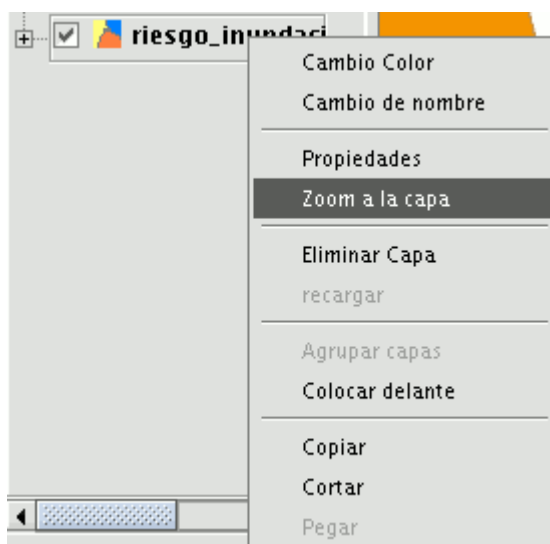 riesgo_inundaci
Cambio Color
Cambio de nombre
Propiedades
Zoom a la capa
Eliminar Capa
recargar
Agrupar capas
Colocar delante
Copiar
Cortar
Pegar